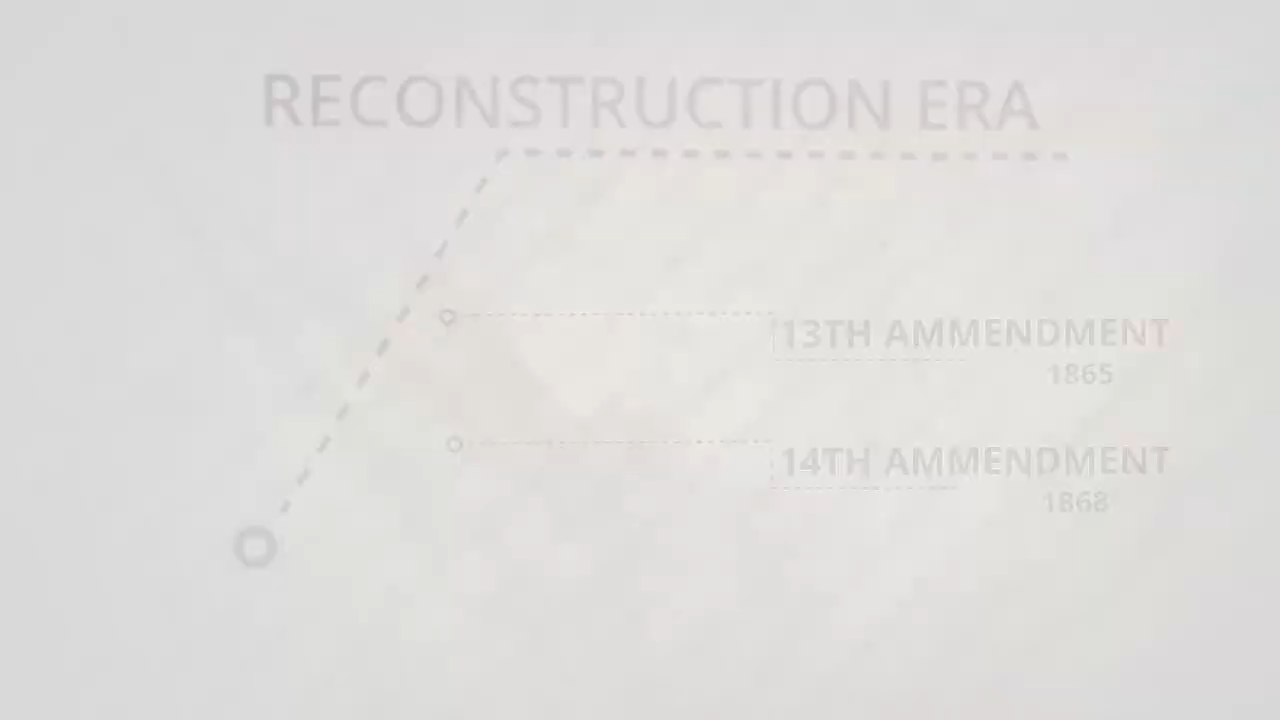 RECONSTRUCTION ERA
13TH AMMENDMENT
1865
14TH AMMENDMENT
1868